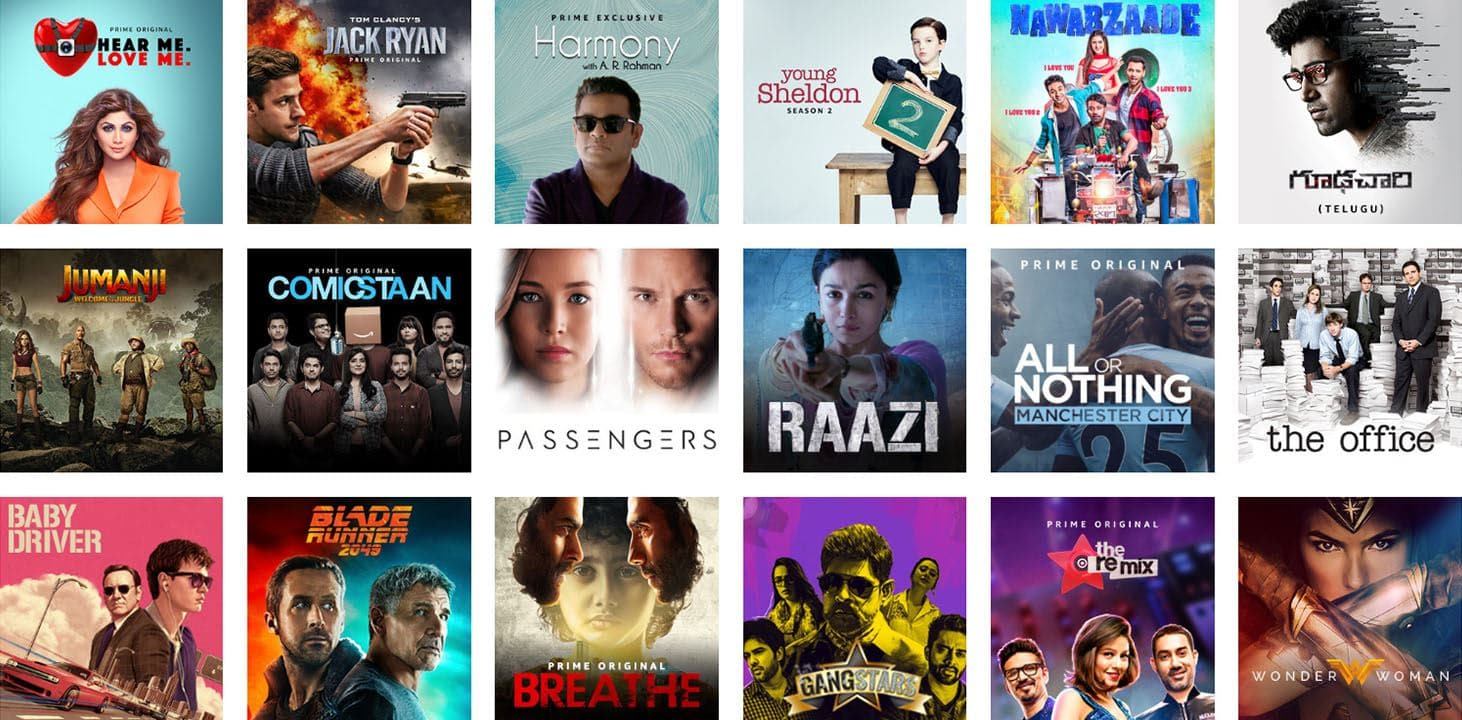 PRIME ORIGINAL
HEAR ME.
LOVE ME.
TOM CLANCY'S
JACK RYAN
PRIME ORIGINAL
PRIME EXCLUSIVE
Harmony
with A. R. Rahman
young
Sheldon
SEASON 2
2
NAWABZAADE
I LOVE YOU
I LOVE YOU 2
I LOVE YOU 3
గూఢచారి
(TELUGU)
JUMANJI
WELCOME TO THE JUNGLE
PRIME ORIGINAL
COMICSTAAN
PASSENGERS
RAAZI
PRIME ORIGINAL
ALL OR
NOTHING
MANCHESTER CITY
25
the office
BABY
DRIVER
BLADE
RUNNER
2049
PRIME ORIGINAL
BREATHE
GANGSTARS
PRIME ORIGINAL
the
remix
WONDER WOMAN